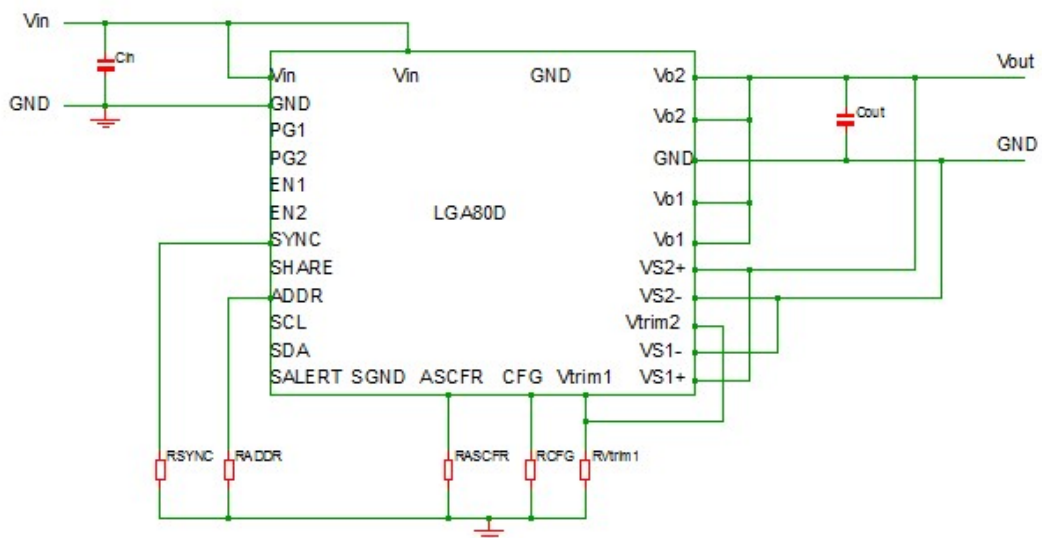 Vin
Cin
Vout
Vin Vin GND Vo2
GND
GND
PG1
Vo2
Cout
PG2
GND
GND
EN1
EN2
LGA80D
Vo1
SYNC
Vo1
SHARE
VS2+
ADDR
VS2-
SCL
Vtrim2
SDA
VS1-
SALERT SGND ASCFR CFG Vtrim1 VS1+
RSYNC RADDR RASCFR RCFG RVtrim1